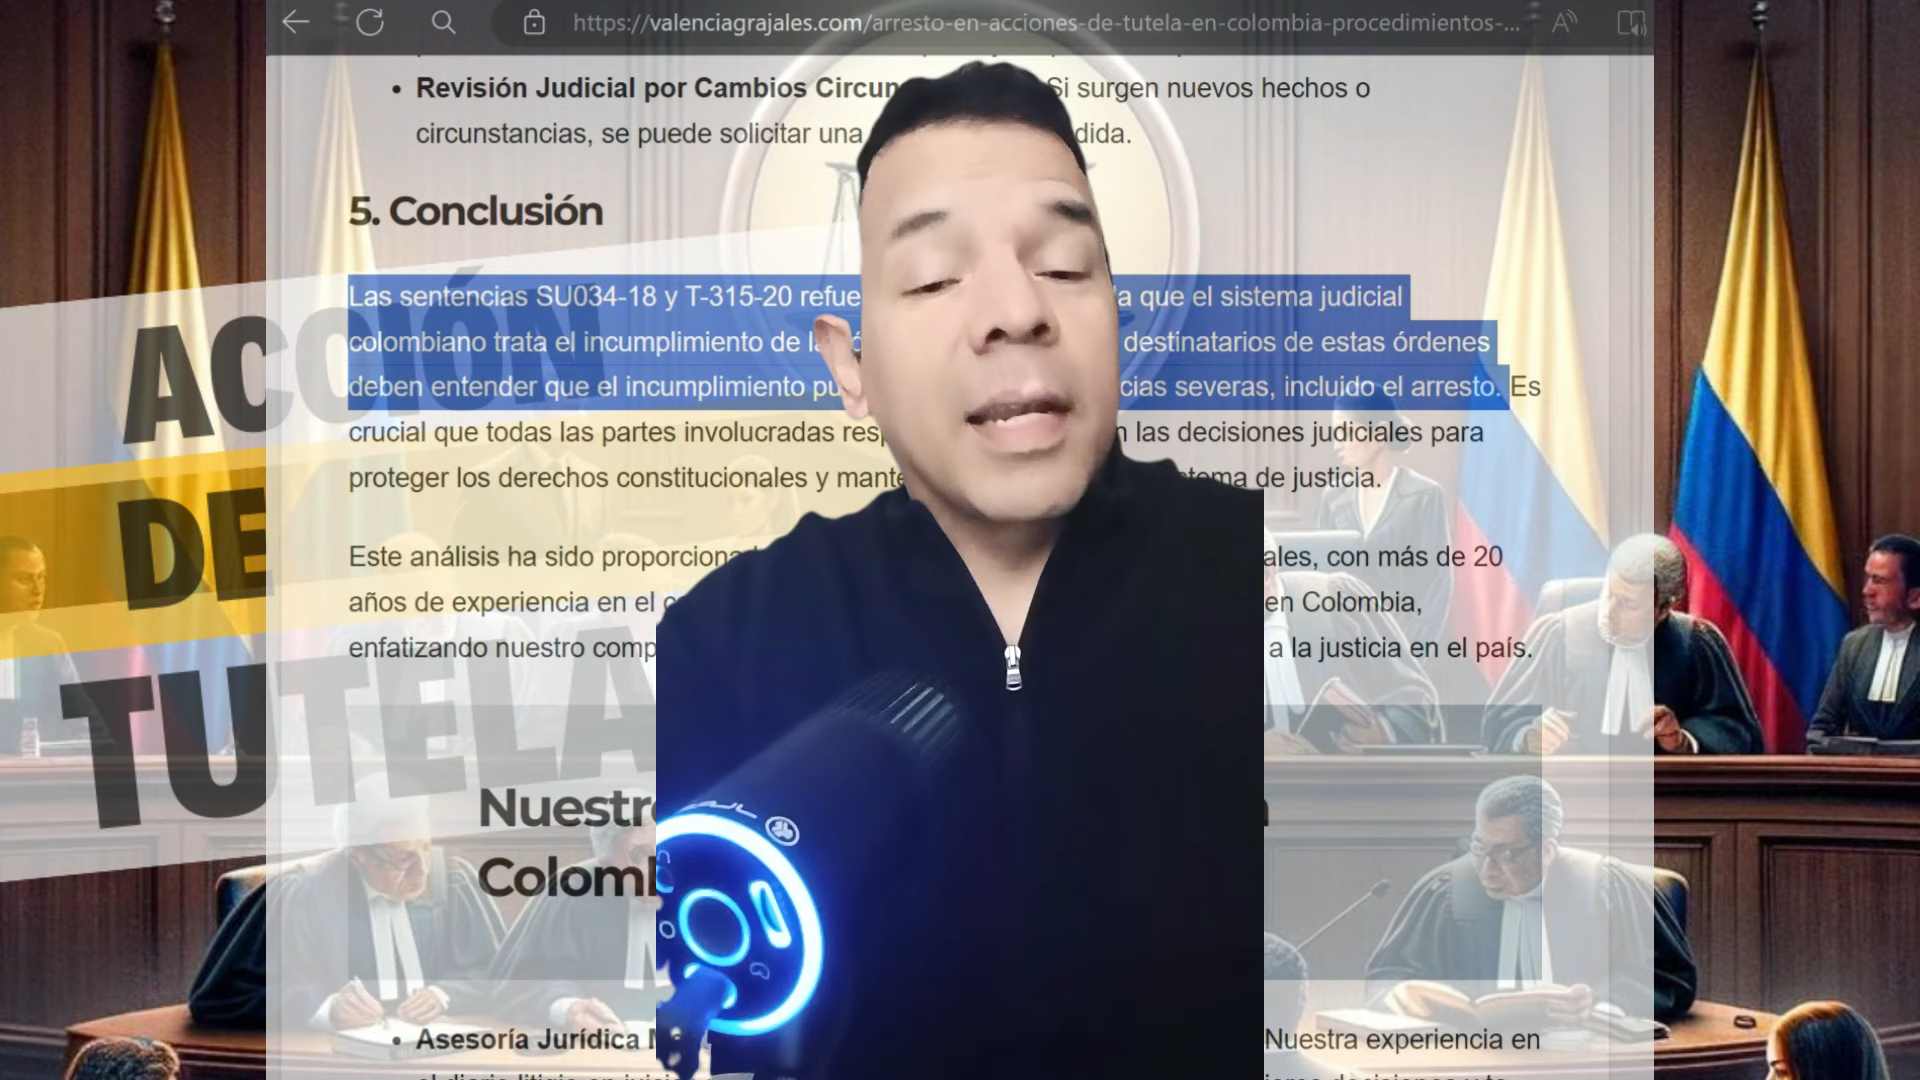 https://valenciagrajales.com/arresto-en-acciones-de-tutela-en-colombia-procedimientos-...
• Revisión Judicial por Cambios Circun Si surgen nuevos hechos o
circunstancias, se puede solicitar una dida.
5. Conclusión
Las sentencias SU034-18 y T-315-20 refue a que el sistema judicial
colombiano trata el incumplimiento de la destinatarios de estas órdenes
deben entender que el incumplimiento pu cias severas, incluido el arresto. Es
crucial que todas las partes involucradas resp n las decisiones judiciales para
proteger los derechos constitucionales y mante tema de justicia.
Este análisis ha sido proporciona ales, con más de 20
años de experiencia en el en Colombia,
enfatizando nuestro comp a la justicia en el país.
ACCIÓN
DE
TUTELA
Nuestr
Colom
• Asesoría Jurídica Nuestra experiencia en